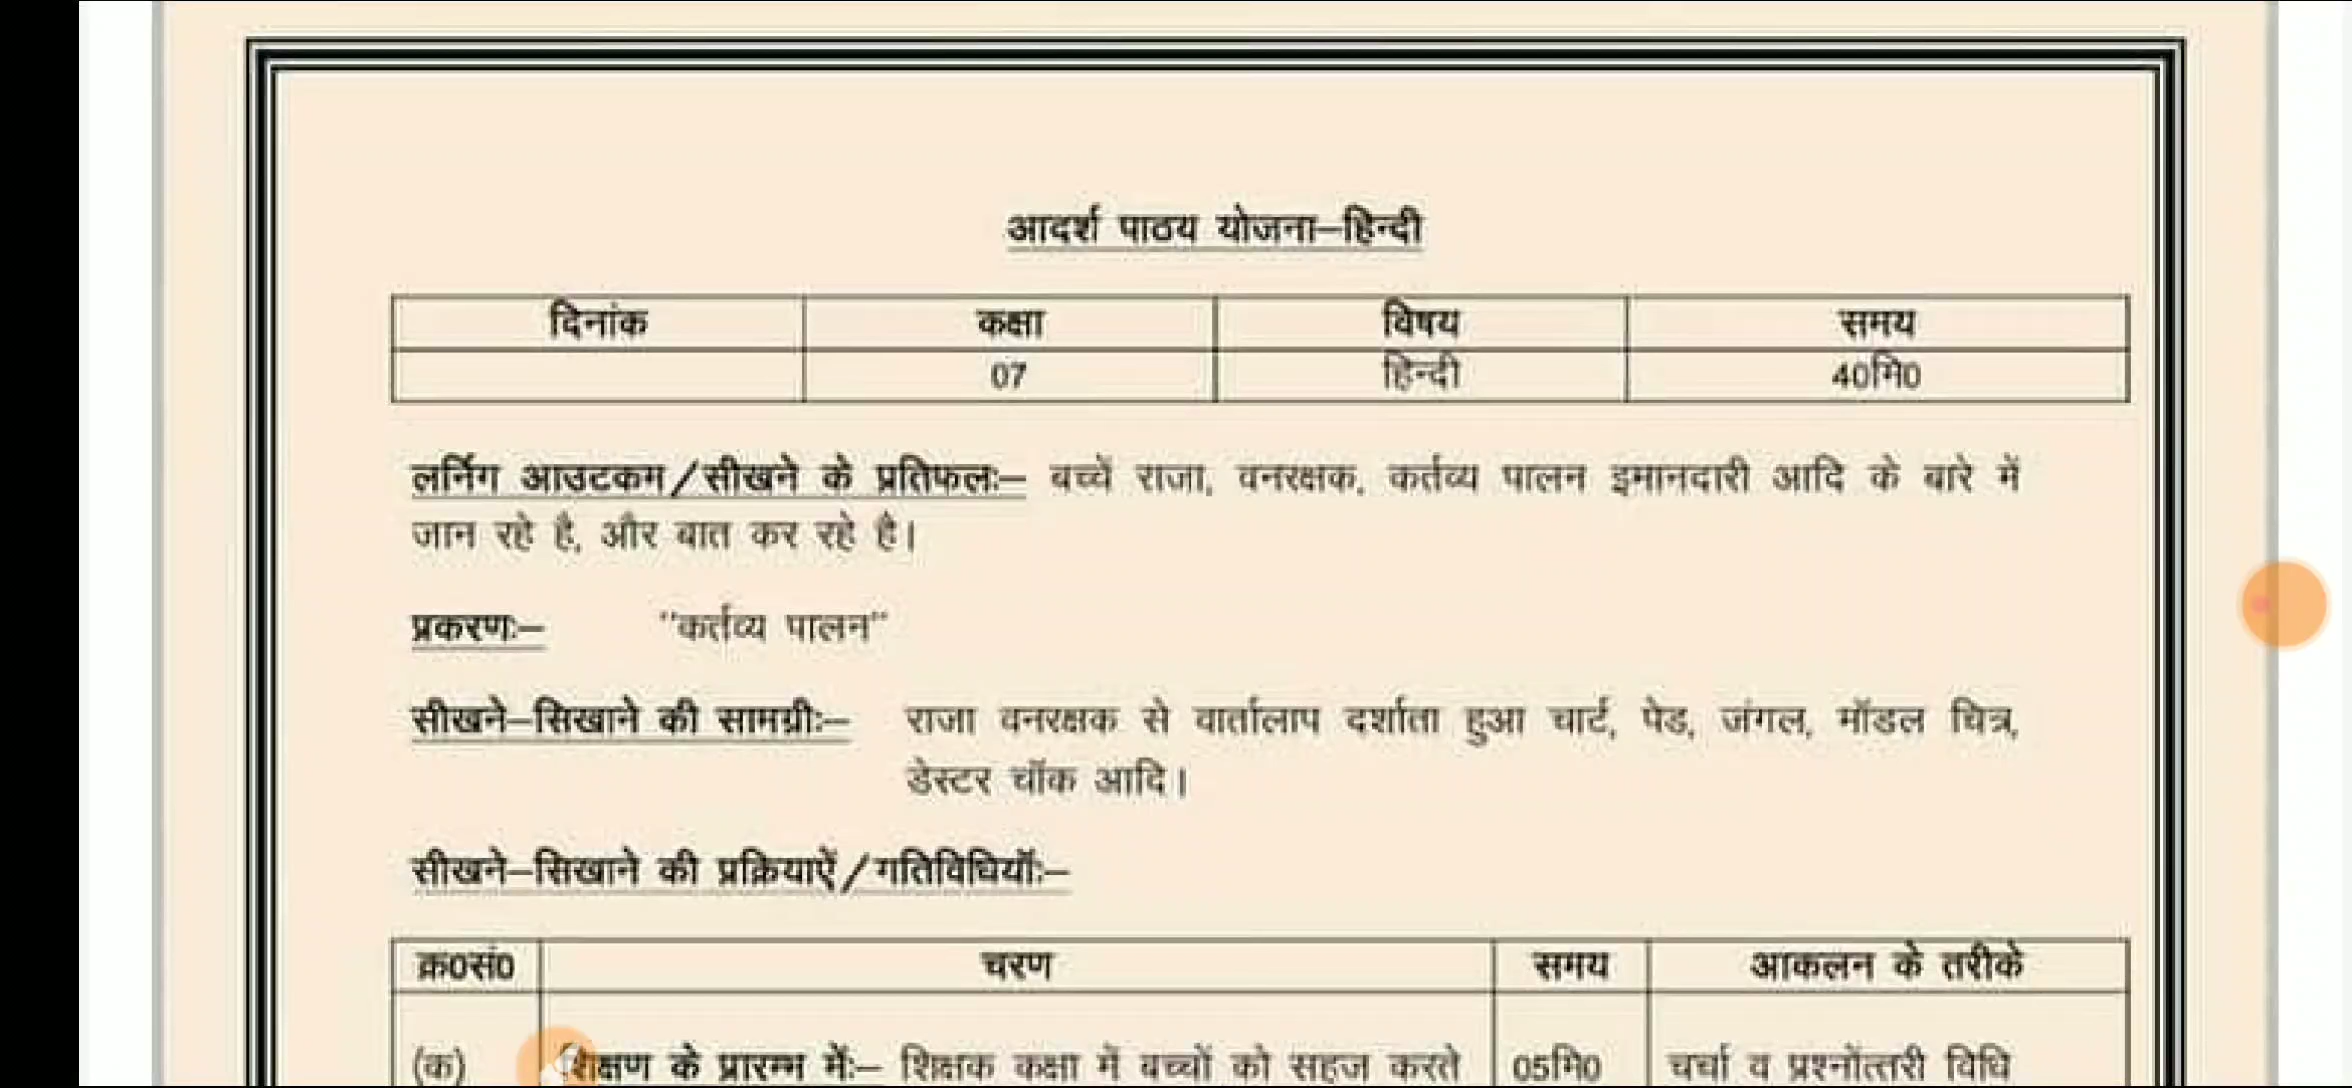 आदर्श पाठय योजना–हिन्दी
दिनांक कक्षा विषय समय
07 हिन्दी 40मि0
लर्निग आउटकम/सीखने के प्रतिफलः– बच्चें राजा, वनरक्षक, कर्तव्य पालन इमानदारी आदि के बारे में
जान रहे है, और बात कर रहे है।
प्रकरणः– "कर्तव्य पालन"
सीखने–सिखाने की सामग्रीः– राजा वनरक्षक से वार्तालाप दर्शाता हुआ चार्ट, पेड, जंगल, मॉडल चित्र,
डेस्टर चॉक आदि।
सीखने–सिखाने की प्रक्रियाऐं/गतिविधियॉः–
क्र0सं0 चरण समय आकलन के तरीके
(क) शिक्षण के प्रारम्भ मेंः– शिक्षक कक्षा में बच्चों को सहज करते 05मि0 चर्चा व प्रश्नोंत्तरी विधि